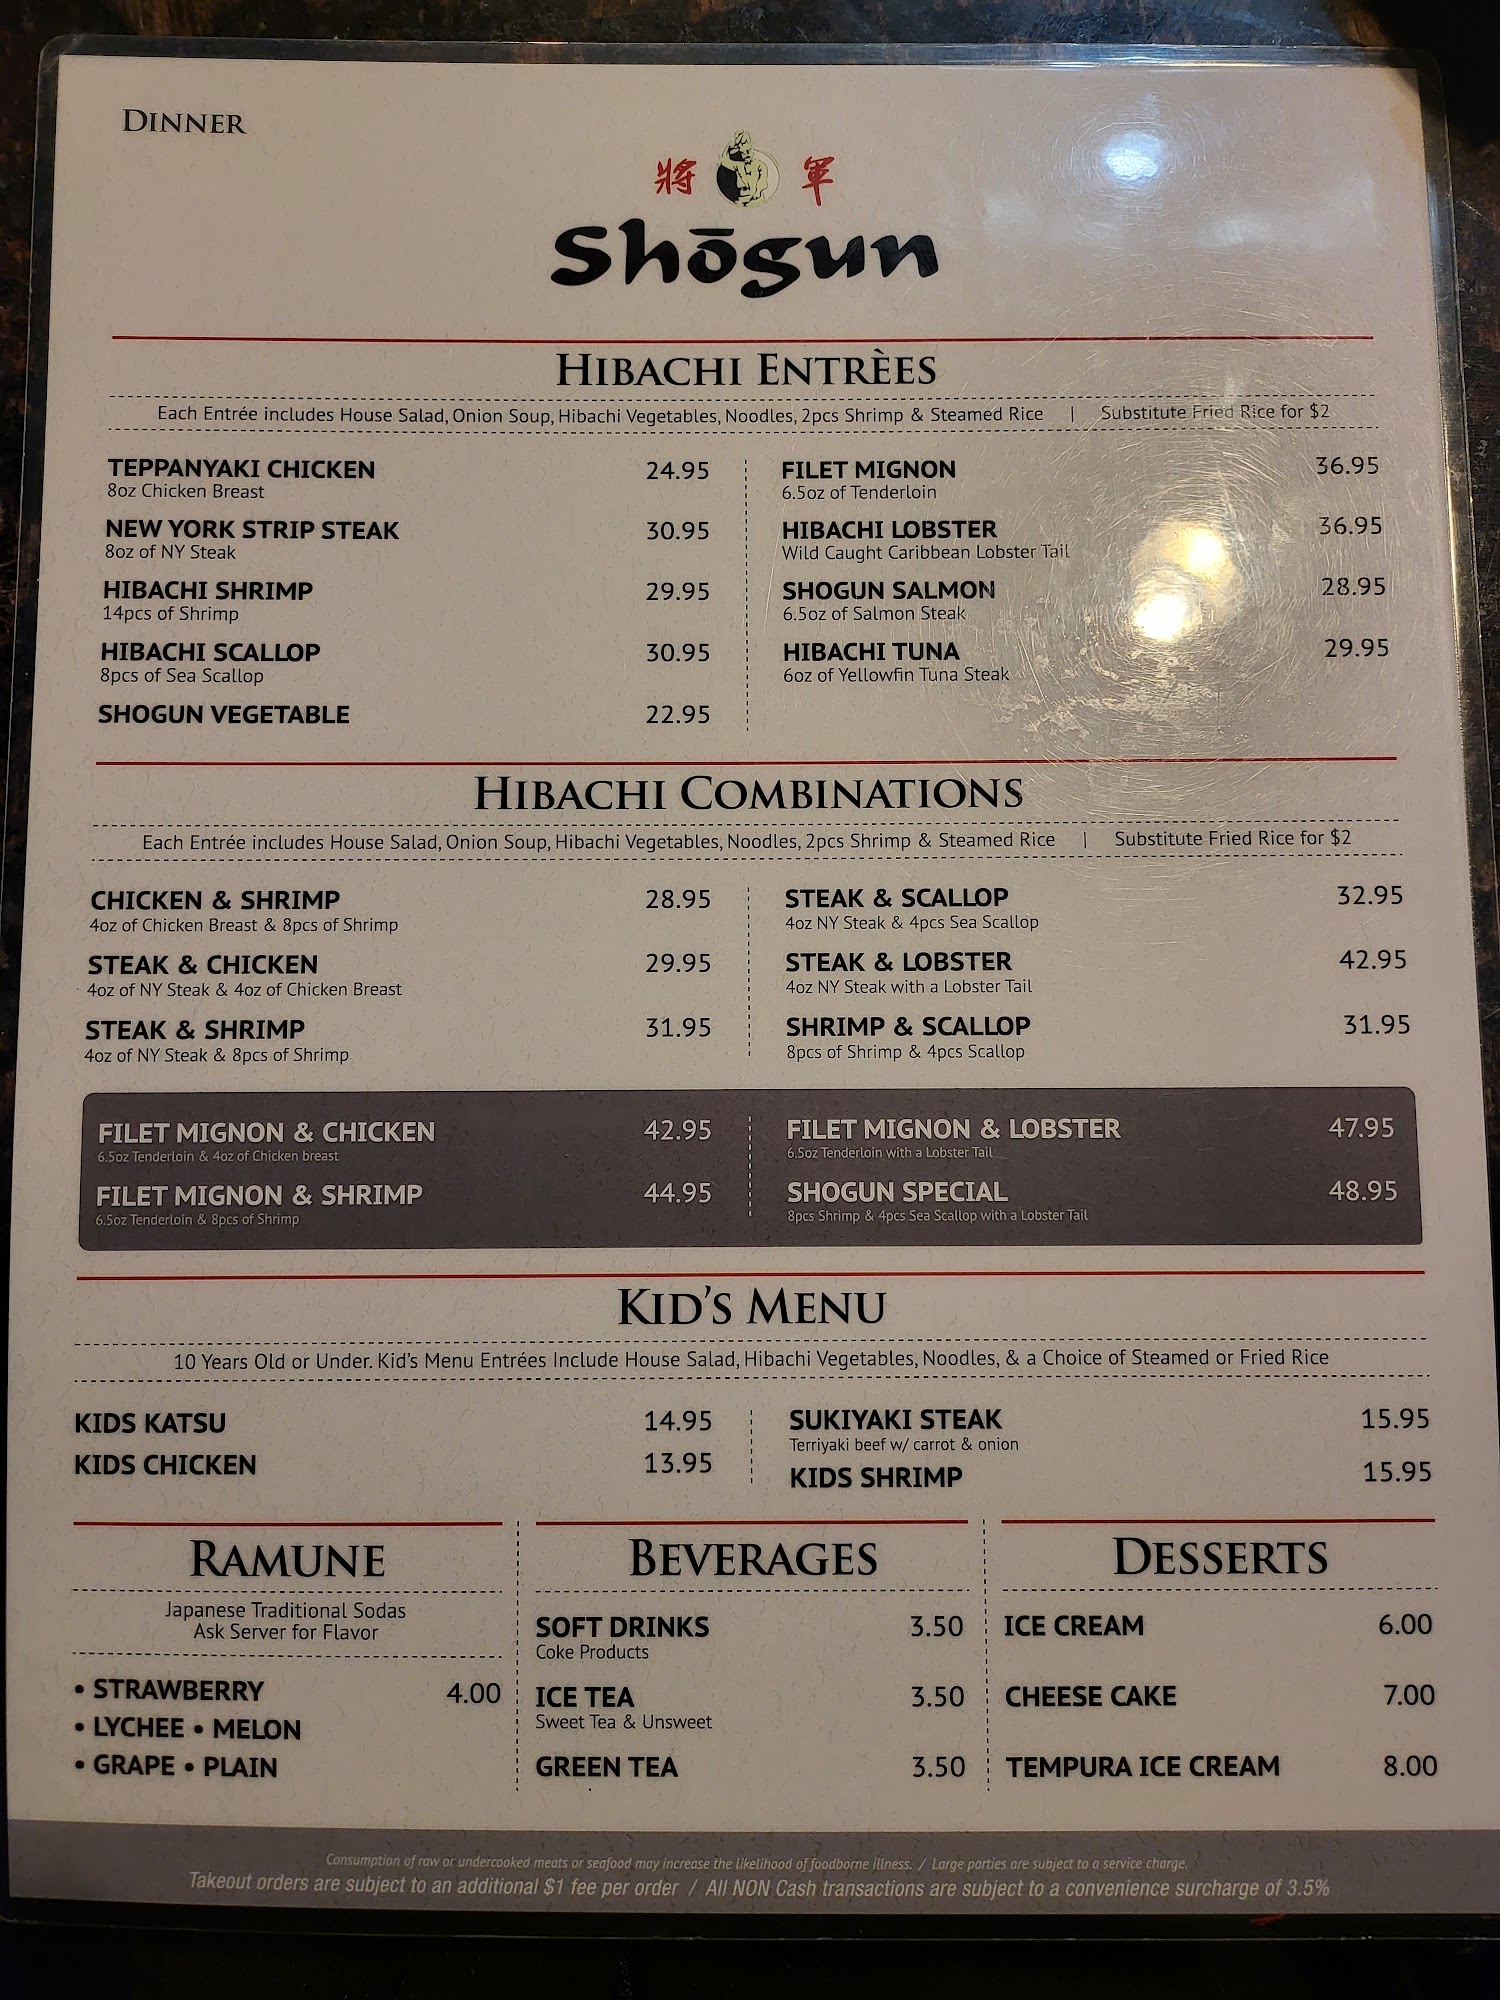 DINNER
將 軍
Shōgun
HIBACHI ENTRÈES
Each Entrée includes House Salad, Onion Soup, Hibachi Vegetables, Noodles, 2pcs Shrimp & Steamed Rice | Substitute Fried Rice for $2
TEPPANYAKI CHICKEN 24.95
8oz Chicken Breast
NEW YORK STRIP STEAK 30.95
8oz of NY Steak
HIBACHI SHRIMP 29.95
14pcs of Shrimp
HIBACHI SCALLOP 30.95
8pcs of Sea Scallop
SHOGUN VEGETABLE 22.95
FILET MIGNON 36.95
6.5oz of Tenderloin
HIBACHI LOBSTER 36.95
Wild Caught Caribbean Lobster Tail
SHOGUN SALMON 28.95
6.5oz of Salmon Steak
HIBACHI TUNA 29.95
6oz of Yellowfin Tuna Steak
HIBACHI COMBINATIONS
Each Entrée includes House Salad, Onion Soup, Hibachi Vegetables, Noodles, 2pcs Shrimp & Steamed Rice | Substitute Fried Rice for $2
CHICKEN & SHRIMP 28.95
4oz of Chicken Breast & 8pcs of Shrimp
STEAK & CHICKEN 29.95
4oz of NY Steak & 4oz of Chicken Breast
STEAK & SHRIMP 31.95
4oz of NY Steak & 8pcs of Shrimp
STEAK & SCALLOP 32.95
4oz NY Steak & 4pcs Sea Scallop
STEAK & LOBSTER 42.95
4oz NY Steak with a Lobster Tail
SHRIMP & SCALLOP 31.95
8pcs of Shrimp & 4pcs Scallop
FILET MIGNON & CHICKEN 42.95
6.5oz Tenderloin & 4oz of Chicken breast
FILET MIGNON & SHRIMP 44.95
6.5oz Tenderloin & 8pcs of Shrimp
FILET MIGNON & LOBSTER 47.95
6.5oz Tenderloin with a Lobster Tail
SHOGUN SPECIAL 48.95
8pcs Shrimp & 4pcs Sea Scallop with a Lobster Tail
KID'S MENU
10 Years Old or Under. Kid's Menu Entrées Include House Salad, Hibachi Vegetables, Noodles, & a Choice of Steamed or Fried Rice
KIDS KATSU 14.95
KIDS CHICKEN 13.95
SUKIYAKI STEAK 15.95
Terriyaki beef w/ carrot & onion
KIDS SHRIMP 15.95
RAMUNE
Japanese Traditional Sodas
Ask Server for Flavor
• STRAWBERRY 4.00
• LYCHEE • MELON
• GRAPE • PLAIN
BEVERAGES
SOFT DRINKS 3.50
Coke Products
ICE TEA 3.50
Sweet Tea & Unsweet
GREEN TEA 3.50
DESSERTS
ICE CREAM 6.00
CHEESE CAKE 7.00
TEMPURA ICE CREAM 8.00
Consumption of raw or undercooked meats or seafood may increase the likelihood of foodborne illness. / Large parties are subject to a service charge.
Takeout orders are subject to an additional $1 fee per order / All NON Cash transactions are subject to a convenience surcharge of 3.5%